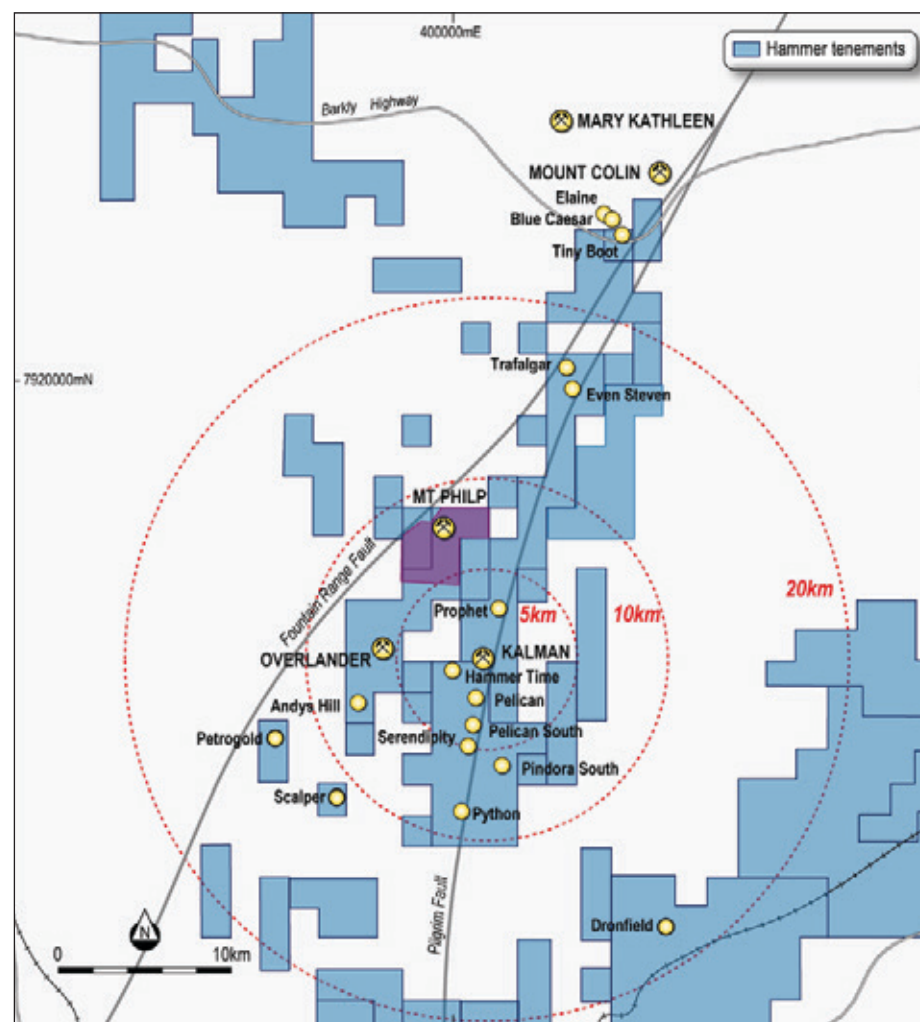 400000mE
Hammer tenements
Barkly Highway
MARY KATHLEEN
MOUNT COLIN
Elaine
Blue Caesar
Tiny Boot
7920000mN
Trafalgar
Even Steven
MT PHILP
Fountain Range Fault
Prophet
5km
10km
20km
OVERLANDER
KALMAN
Hammer Time
Andys Hill
Pelican
Petrogold
Pelican South
Serendipity
Pindora South
Scalper
Python
Pilgrim Fault
Dronfield
N
0 10km